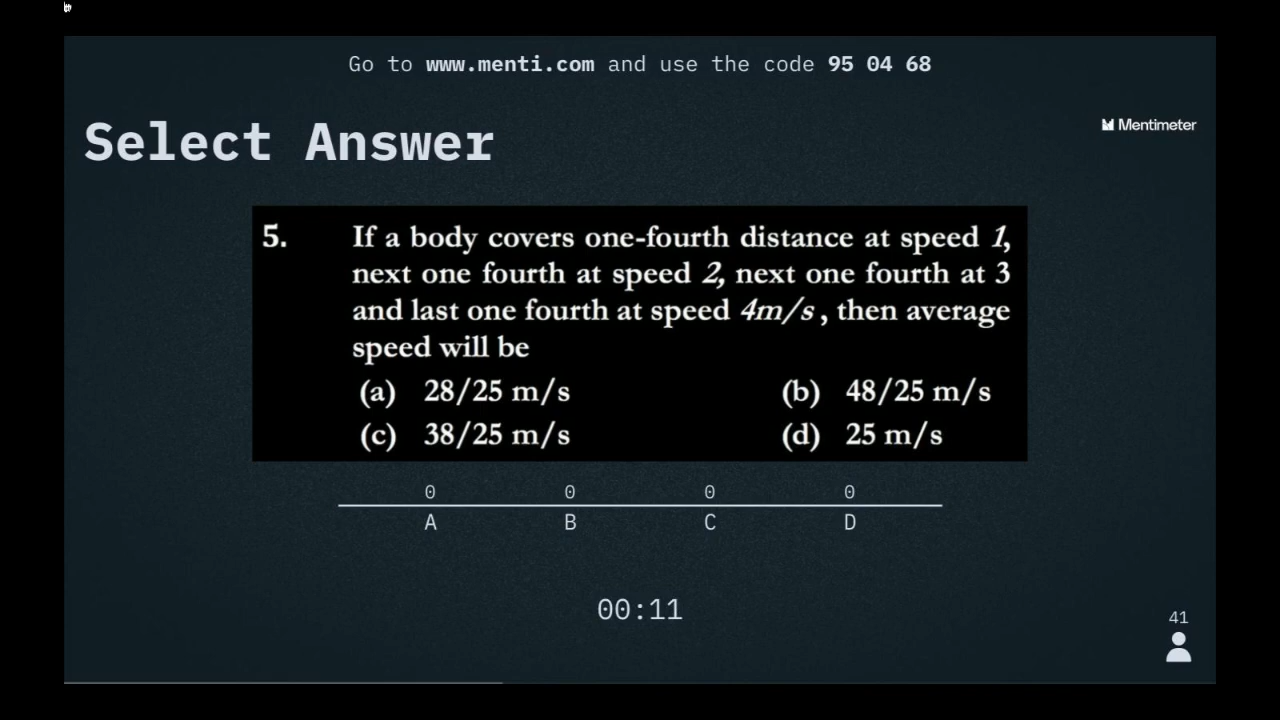 Go to www.menti.com and use the code 95 04 68
Select Answer
Mentimeter
5. If a body covers one-fourth distance at speed 1,
next one fourth at speed 2, next one fourth at 3
and last one fourth at speed 4m/s , then average
speed will be
(a) 28/25 m/s (b) 48/25 m/s
(c) 38/25 m/s (d) 25 m/s
0 0 0 0
A B C D
00:11
41